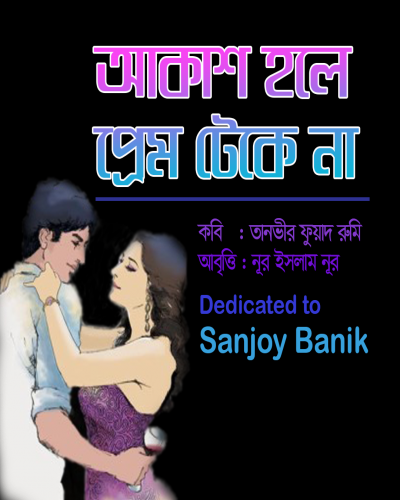 আকাশ হলে
প্রেম টেকে না
কবি : তানভীর ফুয়াদ রুমি
আবৃত্তি : নূর ইসলাম নূর
Dedicated to
Sanjoy Banik